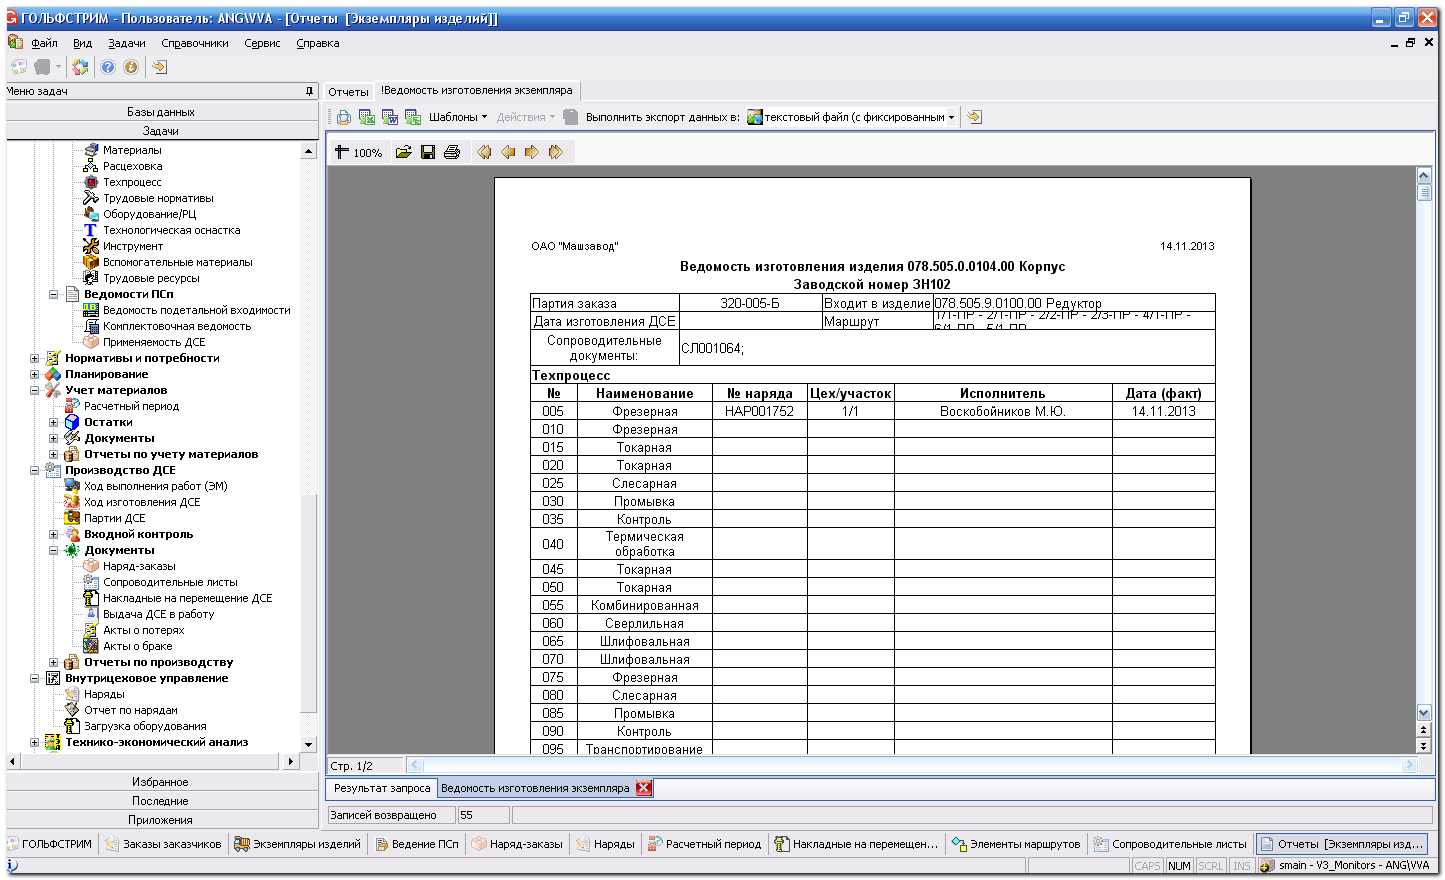 ГОЛЬФСТРИМ - Пользователь: ANG\VVA - [Отчеты  [Экземпляры изделий]]
Файл Вид Задачи Справочники Сервис Справка
Меню задач
Базы данных
Задачи
Материалы
Расцеховка
Техпроцесс
Трудовые нормативы
Оборудование/РЦ
Технологическая оснастка
Инструмент
Вспомогательные материалы
Трудовые ресурсы
Ведомости ПСп
Ведомость подетальной входимости
Комплектовочная ведомость
Применяемость ДСЕ
Нормативы и потребности
Планирование
Учет материалов
Расчетный период
Остатки
Документы
Отчеты по учету материалов
Производство ДСЕ
Ход выполнения работ (ЭМ)
Ход изготовления ДСЕ
Партии ДСЕ
Входной контроль
Документы
Наряд-заказы
Сопроводительные листы
Накладные на перемещение ДСЕ
Выдача ДСЕ в работу
Акты о потерях
Акты о браке
Отчеты по производству
Внутрицеховое управление
Наряды
Отчет по нарядам
Загрузка оборудования
Технико-экономический анализ
Избранное
Последние
Приложения
Отчеты !Ведомость изготовления экземпляра
Шаблоны Действия Выполнить экспорт данных в: текстовый файл (с фиксированным
100%
ОАО "Машзавод" 14.11.2013
Ведомость изготовления изделия 078.505.0.0104.00 Корпус
Заводской номер ЗН102
Партия заказа 320-005-Б Входит в изделие 078.505.9.0100.00 Редуктор
Дата изготовления ДСЕ Маршрут 1/1-ПР - 2/1-ПР - 2/2-ПР - 2/3-ПР - 4/1-ПР -
6/1-ПР - 5/1-ПР
Сопроводительные документы: СЛ001064;
Техпроцесс
№ Наименование № наряда Цех/участок Исполнитель Дата (факт)
005 Фрезерная НАР001752 1/1 Воскобойников М.Ю. 14.11.2013
010 Фрезерная
015 Токарная
020 Токарная
025 Слесарная
030 Промывка
035 Контроль
040 Термическая обработка
045 Токарная
050 Токарная
055 Комбинированная
060 Сверлильная
065 Шлифовальная
070 Шлифовальная
075 Фрезерная
080 Слесарная
085 Промывка
090 Контроль
095 Транспортирование
Стр. 1/2
Результат запроса Ведомость изготовления экземпляра
Записей возвращено 55
ГОЛЬФСТРИМ Заказы заказчиков Экземпляры изделий Ведение ПСп Наряд-заказы Наряды Расчетный период Накладные на перемещен... Элементы маршрутов Сопроводительные листы Отчеты  [Экземпляры изд...
CAPS NUM SCRL INS smain - V3_Monitors - ANG\VVA